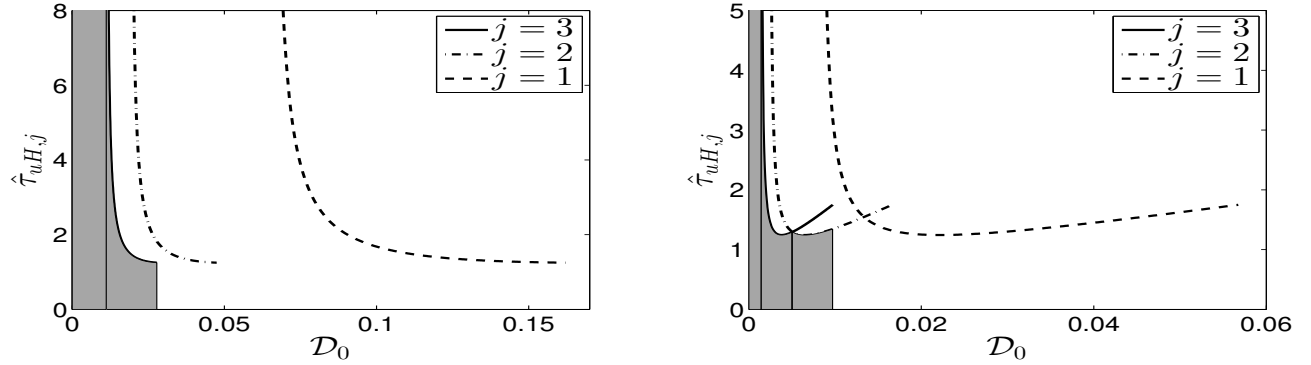 8
6
4
2
0
0
0.05
0.1
0.15
τ̂uH,j
𝒟0
j = 3
j = 2
j = 1
5
4
3
2
1
0
0
0.02
0.04
0.06
τ̂uH,j
𝒟0
j = 3
j = 2
j = 1